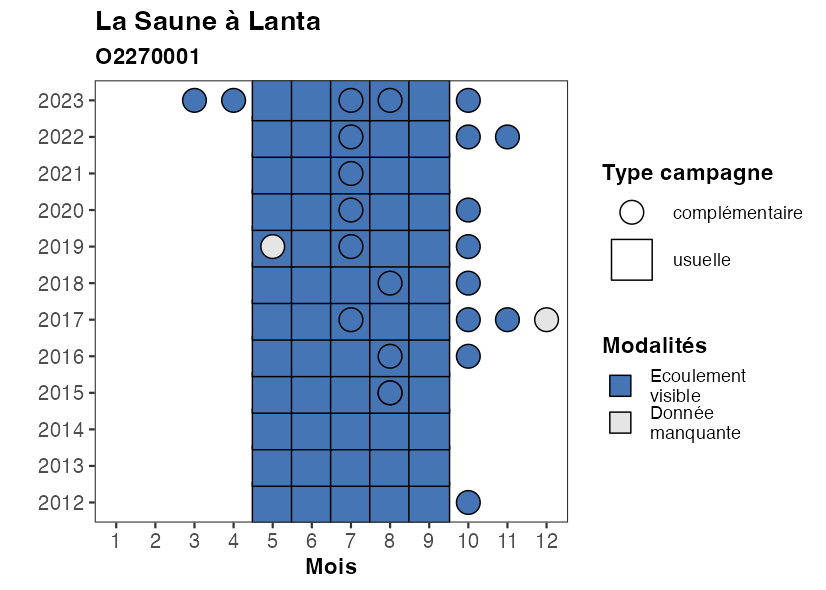 La Saune à Lanta
O2270001
2023
2022
2021
2020
2019
2018
2017
2016
2015
2014
2013
2012
1 2 3 4 5 6 7 8 9 10 11 12
Mois
Type campagne
complémentaire
usuelle
Modalités
Ecoulement
visible
Donnée
manquante